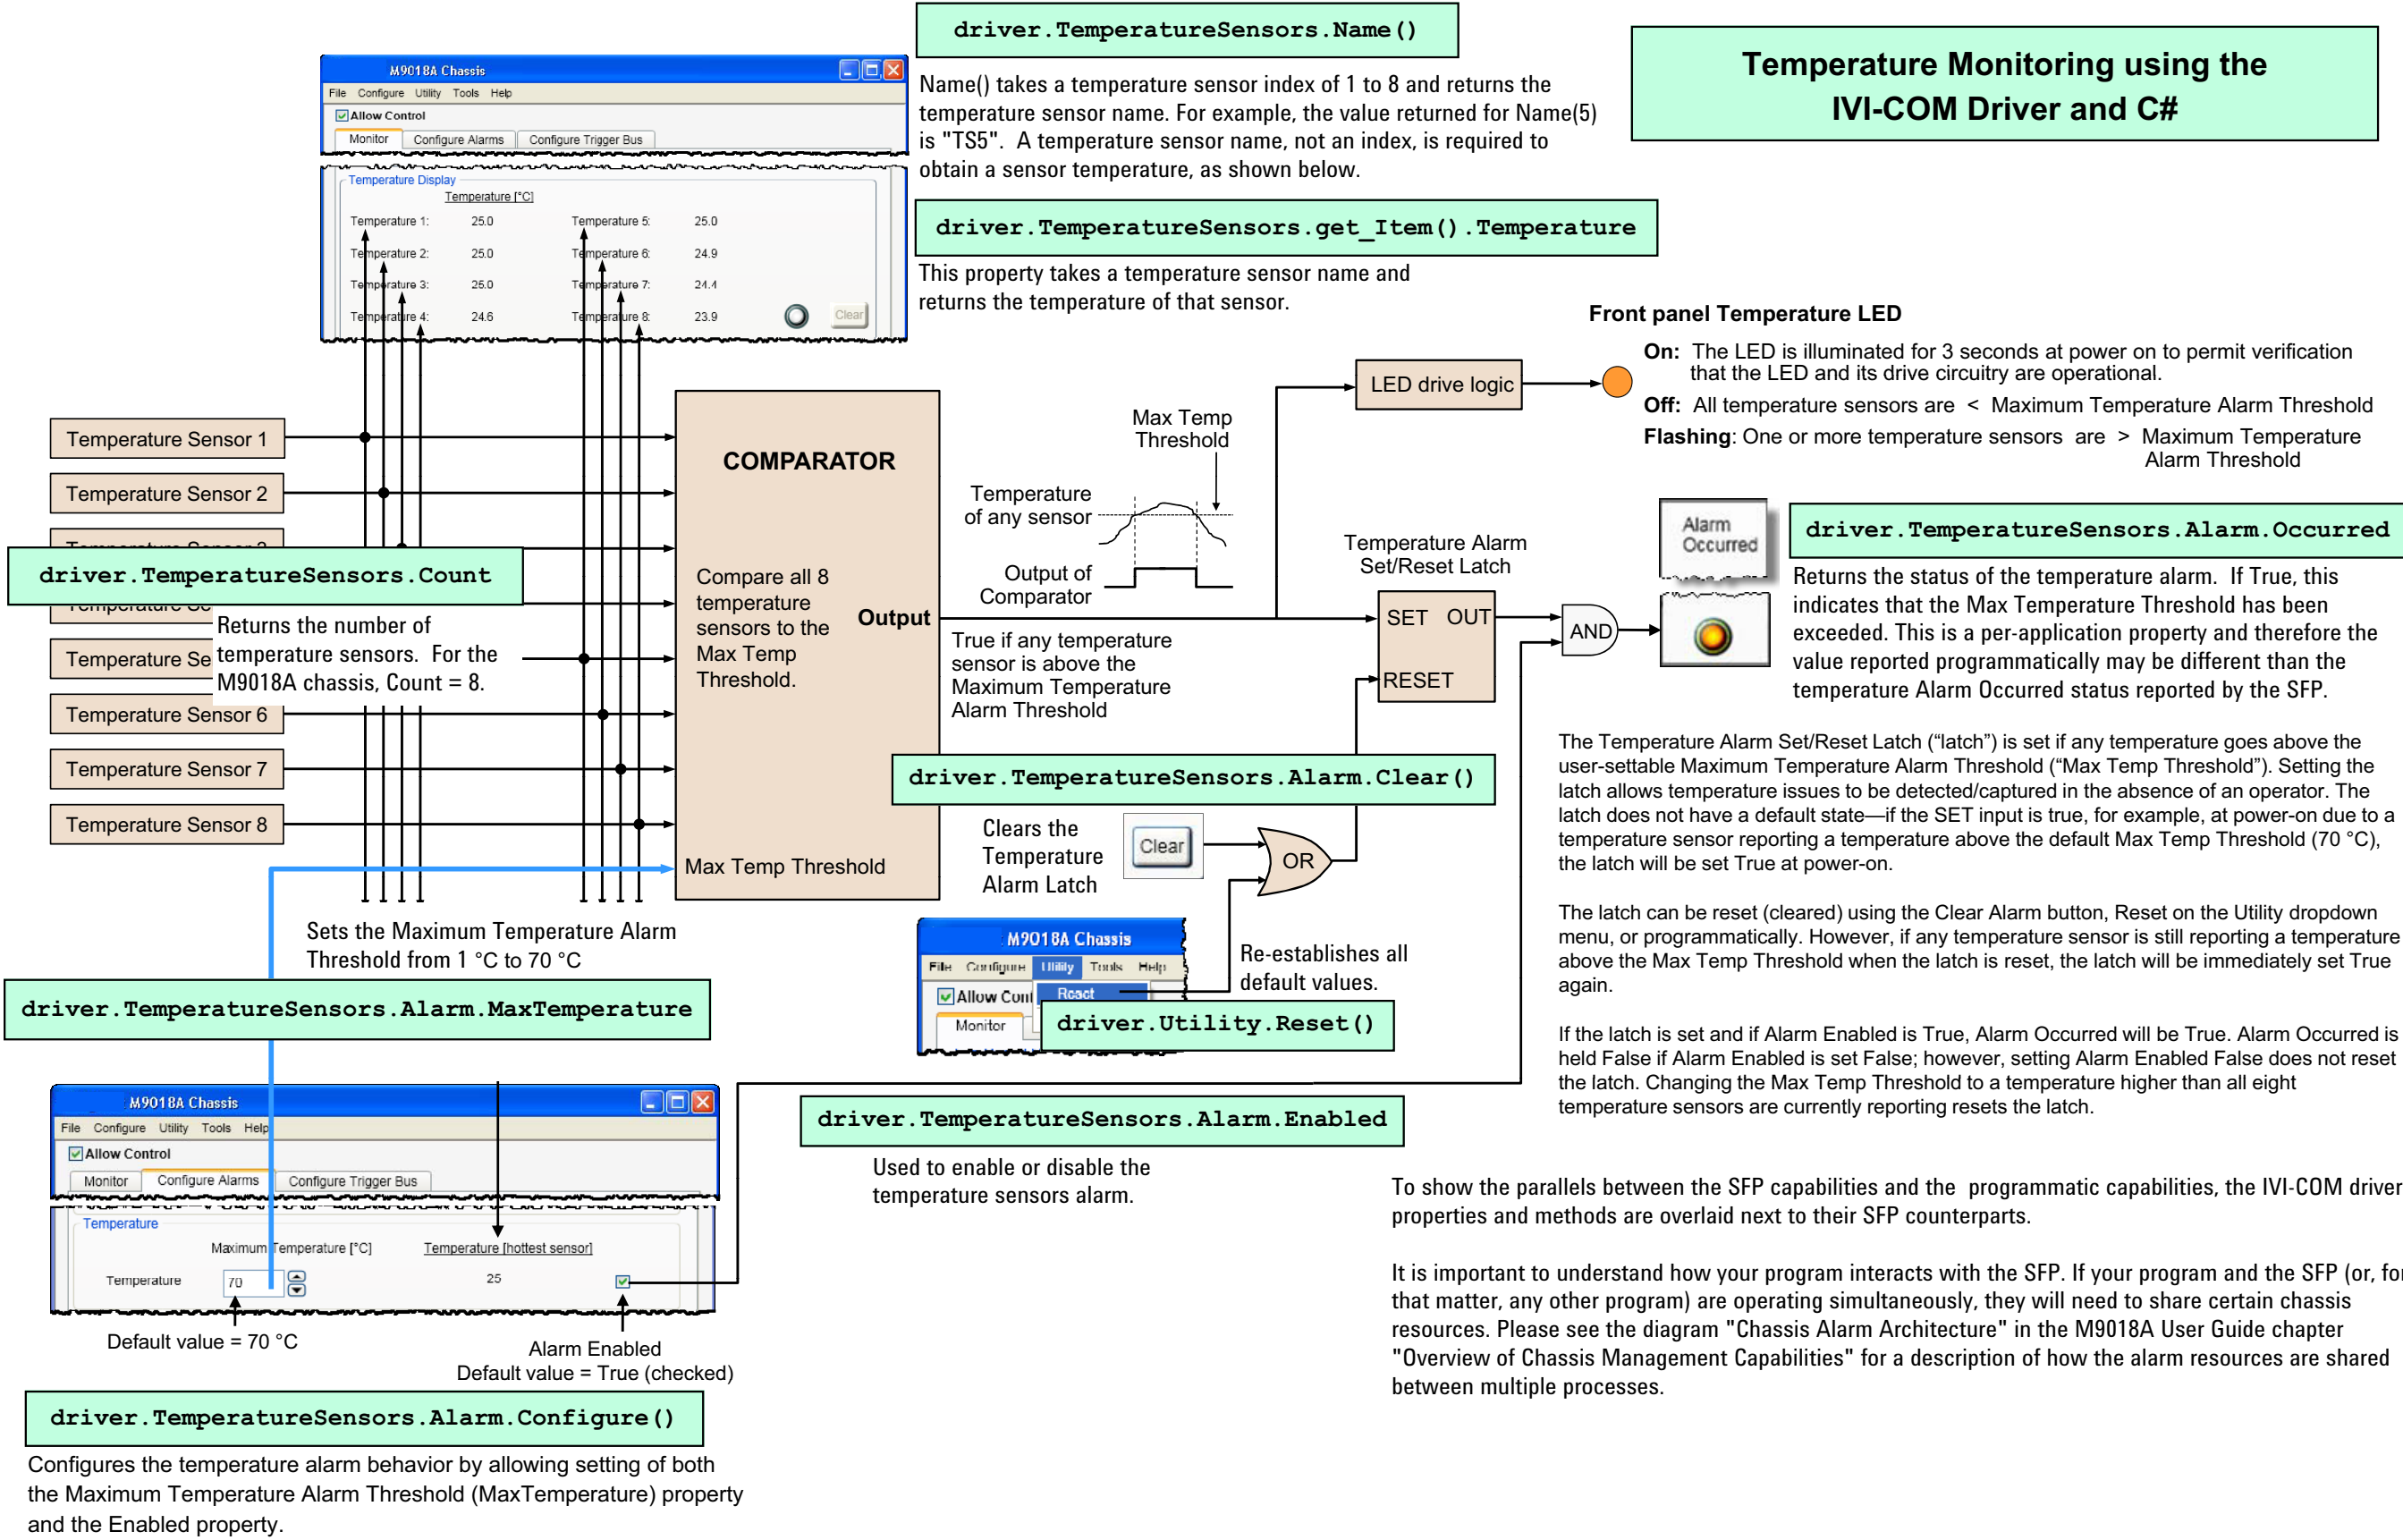 driver.TemperatureSensors.Name()
Temperature Monitoring using the
IVI-COM Driver and C#
M9018A Chassis
File Configure Utility Tools Help
Allow Control
Monitor Configure Alarms Configure Trigger Bus
Temperature Display
Temperature [°C]
Temperature 1: 25.0 Temperature 5: 25.0
Temperature 2: 25.0 Temperature 6: 24.9
Temperature 3: 25.0 Temperature 7: 24.4
Temperature 4: 24.6 Temperature 8: 23.9
Clear
Name() takes a temperature sensor index of 1 to 8 and returns the
temperature sensor name. For example, the value returned for Name(5)
is "TS5". A temperature sensor name, not an index, is required to
obtain a sensor temperature, as shown below.
driver.TemperatureSensors.get_Item().Temperature
This property takes a temperature sensor name and
returns the temperature of that sensor.
Front panel Temperature LED
On: The LED is illuminated for 3 seconds at power on to permit verification
that the LED and its drive circuitry are operational.
Off: All temperature sensors are < Maximum Temperature Alarm Threshold
Flashing: One or more temperature sensors are > Maximum Temperature
Alarm Threshold
LED drive logic
Temperature Sensor 1
Temperature Sensor 2
Temperature Sensor 3
driver.TemperatureSensors.Count
Returns the number of
temperature sensors. For the
M9018A chassis, Count = 8.
Temperature Se
Temperature Sensor 6
Temperature Sensor 7
Temperature Sensor 8
COMPARATOR
Compare all 8
temperature
sensors to the
Max Temp
Threshold.
Output
Max Temp Threshold
Max Temp
Threshold
Temperature
of any sensor
Output of
Comparator
True if any temperature
sensor is above the
Maximum Temperature
Alarm Threshold
Temperature Alarm
Set/Reset Latch
SET OUT
RESET
AND
Alarm
Occurred
driver.TemperatureSensors.Alarm.Occurred
Returns the status of the temperature alarm. If True, this
indicates that the Max Temperature Threshold has been
exceeded. This is a per-application property and therefore the
value reported programmatically may be different than the
temperature Alarm Occurred status reported by the SFP.
driver.TemperatureSensors.Alarm.Clear()
Clears the
Temperature
Alarm Latch
Clear
OR
The Temperature Alarm Set/Reset Latch (“latch”) is set if any temperature goes above the
user-settable Maximum Temperature Alarm Threshold (“Max Temp Threshold”). Setting the
latch allows temperature issues to be detected/captured in the absence of an operator. The
latch does not have a default state—if the SET input is true, for example, at power-on due to a
temperature sensor reporting a temperature above the default Max Temp Threshold (70 °C),
the latch will be set True at power-on.
The latch can be reset (cleared) using the Clear Alarm button, Reset on the Utility dropdown
menu, or programmatically. However, if any temperature sensor is still reporting a temperature
above the Max Temp Threshold when the latch is reset, the latch will be immediately set True
again.
If the latch is set and if Alarm Enabled is True, Alarm Occurred will be True. Alarm Occurred is
held False if Alarm Enabled is set False; however, setting Alarm Enabled False does not reset
the latch. Changing the Max Temp Threshold to a temperature higher than all eight
temperature sensors are currently reporting resets the latch.
Sets the Maximum Temperature Alarm
Threshold from 1 °C to 70 °C
driver.TemperatureSensors.Alarm.MaxTemperature
M9018A Chassis
File Configure Utility Tools Help
Allow Cont
Reset
Monitor
Re-establishes all
default values.
driver.Utility.Reset()
M9018A Chassis
File Configure Utility Tools Help
Allow Control
Monitor Configure Alarms Configure Trigger Bus
Temperature
Maximum Temperature [°C] Temperature [hottest sensor]
Temperature 70 25
Default value = 70 °C
Alarm Enabled
Default value = True (checked)
driver.TemperatureSensors.Alarm.Enabled
Used to enable or disable the
temperature sensors alarm.
To show the parallels between the SFP capabilities and the programmatic capabilities, the IVI-COM driver
properties and methods are overlaid next to their SFP counterparts.
It is important to understand how your program interacts with the SFP. If your program and the SFP (or, for
that matter, any other program) are operating simultaneously, they will need to share certain chassis
resources. Please see the diagram "Chassis Alarm Architecture" in the M9018A User Guide chapter
"Overview of Chassis Management Capabilities" for a description of how the alarm resources are shared
between multiple processes.
driver.TemperatureSensors.Alarm.Configure()
Configures the temperature alarm behavior by allowing setting of both
the Maximum Temperature Alarm Threshold (MaxTemperature) property
and the Enabled property.